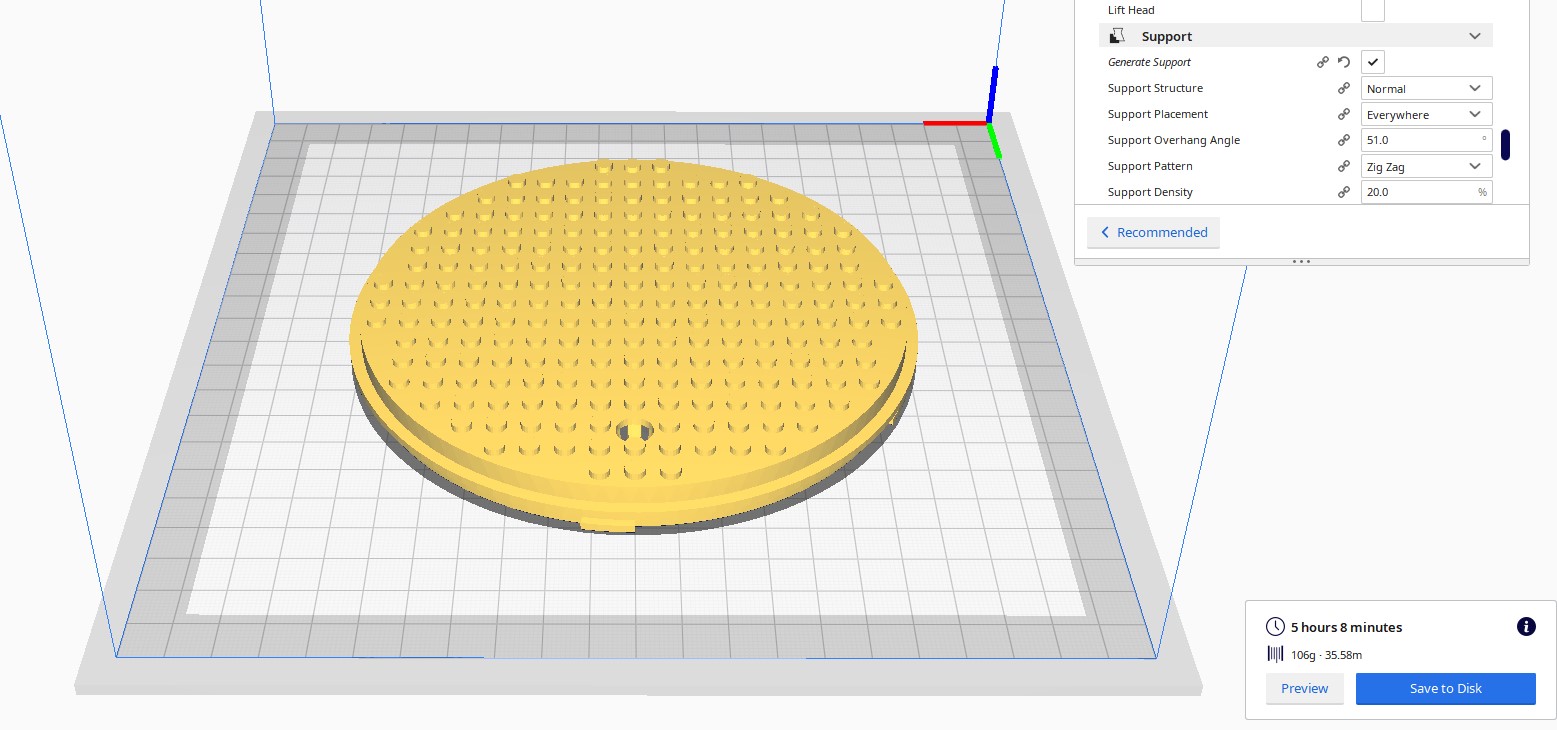 Lift Head
Support
Generate Support
Support Structure Normal
Support Placement Everywhere
Support Overhang Angle 51.0 °
Support Pattern Zig Zag
Support Density 20.0 %
Recommended
5 hours 8 minutes
106g · 35.58m
Preview Save to Disk